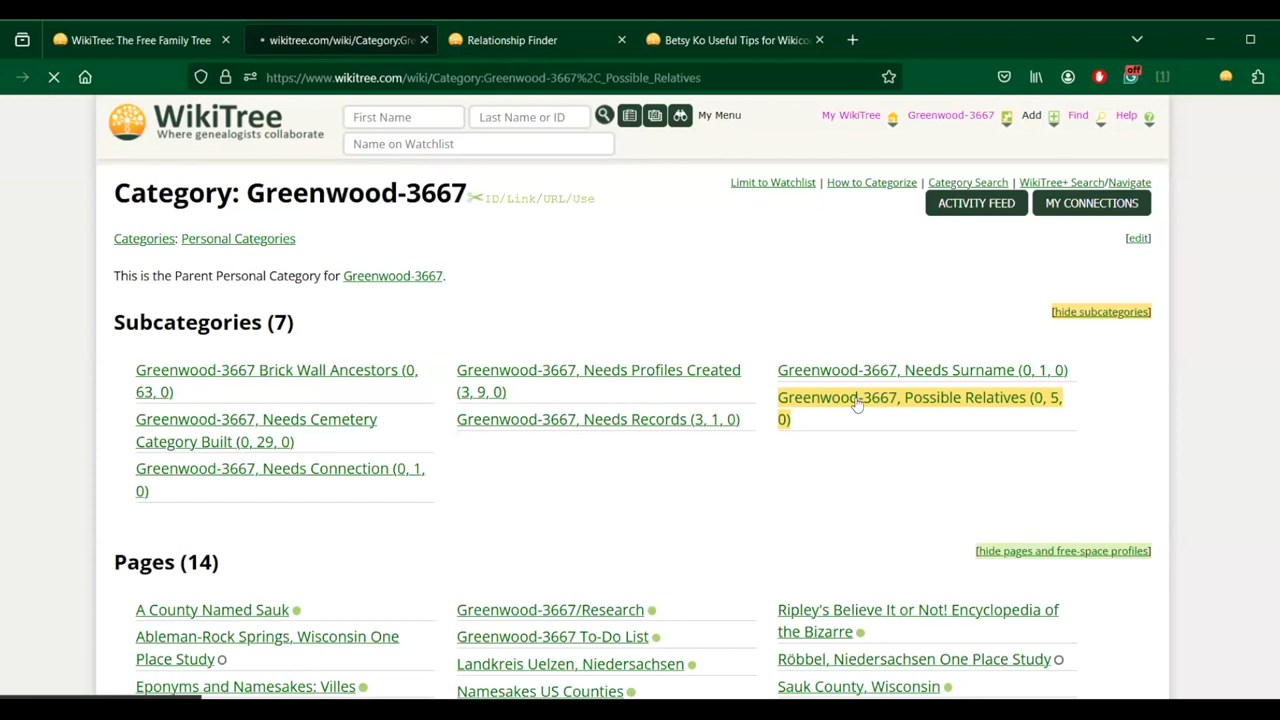 WikiTree: The Free Family Tree
wikitree.com/wiki/Category:Gre
Relationship Finder
Betsy Ko Useful Tips for Wikico
https://www.wikitree.com/wiki/Category:Greenwood-3667%2C_Possible_Relatives
off
WikiTree
Where genealogists collaborate
First Name
Last Name or ID
My Menu
Name on Watchlist
My WikiTree
Greenwood-3667
Add
Find
Help
Limit to Watchlist | How to Categorize | Category Search | WikiTree+ Search/Navigate
Category: Greenwood-3667 ID/Link/URL/Use
ACTIVITY FEED
MY CONNECTIONS
Categories: Personal Categories
[edit]
This is the Parent Personal Category for Greenwood-3667.
[hide subcategories]
Subcategories (7)
Greenwood-3667 Brick Wall Ancestors (0,
63, 0)
Greenwood-3667, Needs Cemetery
Category Built (0, 29, 0)
Greenwood-3667, Needs Connection (0, 1,
0)
Greenwood-3667, Needs Profiles Created
(3, 9, 0)
Greenwood-3667, Needs Records (3, 1, 0)
Greenwood-3667, Needs Surname (0, 1, 0)
Greenwood-3667, Possible Relatives (0, 5,
0)
[hide pages and free-space profiles]
Pages (14)
A County Named Sauk
Ableman-Rock Springs, Wisconsin One
Place Study
Eponyms and Namesakes: Villes
Greenwood-3667/Research
Greenwood-3667 To-Do List
Landkreis Uelzen, Niedersachsen
Namesakes US Counties
Ripley's Believe It or Not! Encyclopedia of
the Bizarre
Röbbel, Niedersachsen One Place Study
Sauk County, Wisconsin